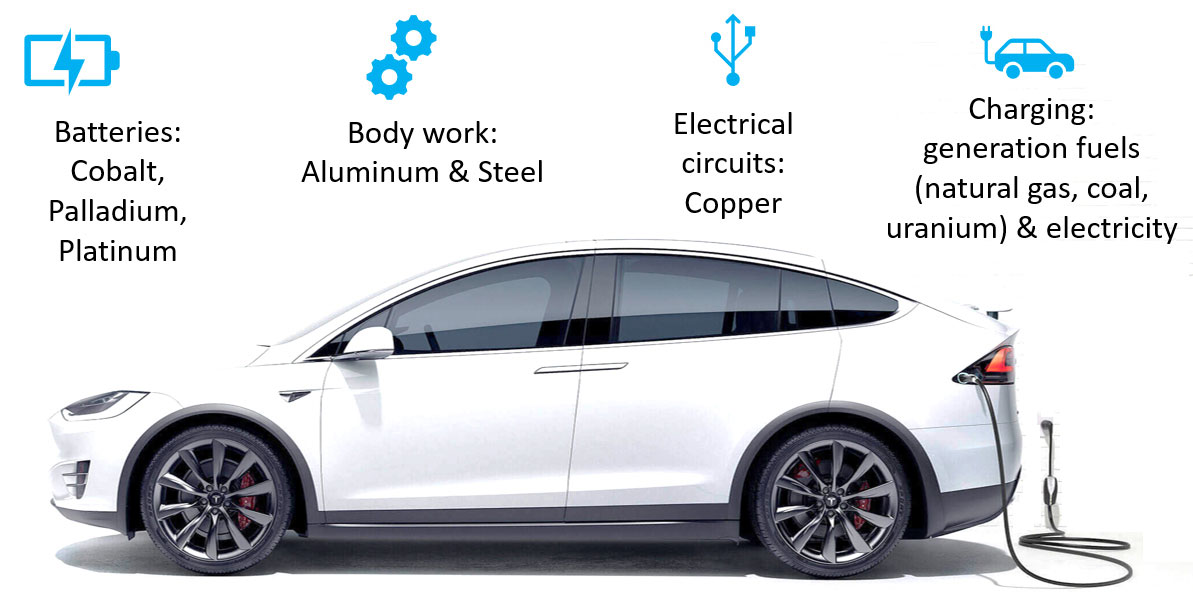 Batteries:
Cobalt,
Palladium,
Platinum
Body work:
Aluminum & Steel
Electrical
circuits:
Copper
Charging:
generation fuels
(natural gas, coal,
uranium) & electricity